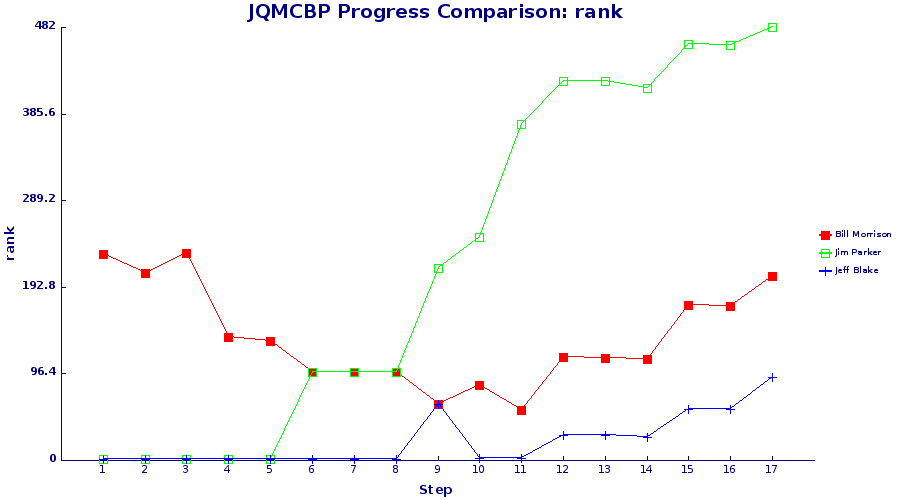 JQMCBP Progress Comparison: rank
482
385.6
289.2
192.8
96.4
0
rank
1 2 3 4 5 6 7 8 9 10 11 12 13 14 15 16 17
Step
Bill Morrison
Jim Parker
Jeff Blake